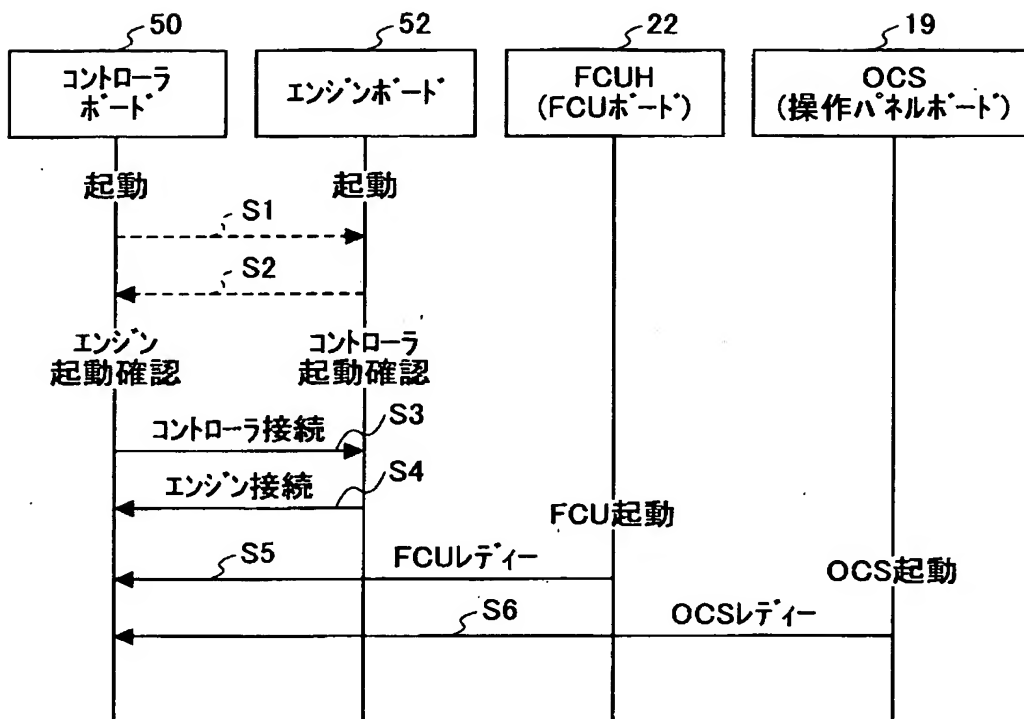 50
52
22
19
コントローラ
ボード
エンジンボード
FCUH
(FCUボード)
OCS
(操作パネルボード)
起動
起動
S1
S2
エンジン
起動確認
コントローラ
起動確認
コントローラ接続
S3
エンジン接続
S4
FCU起動
S5
FCUレディー
OCS起動
S6
OCSレディー